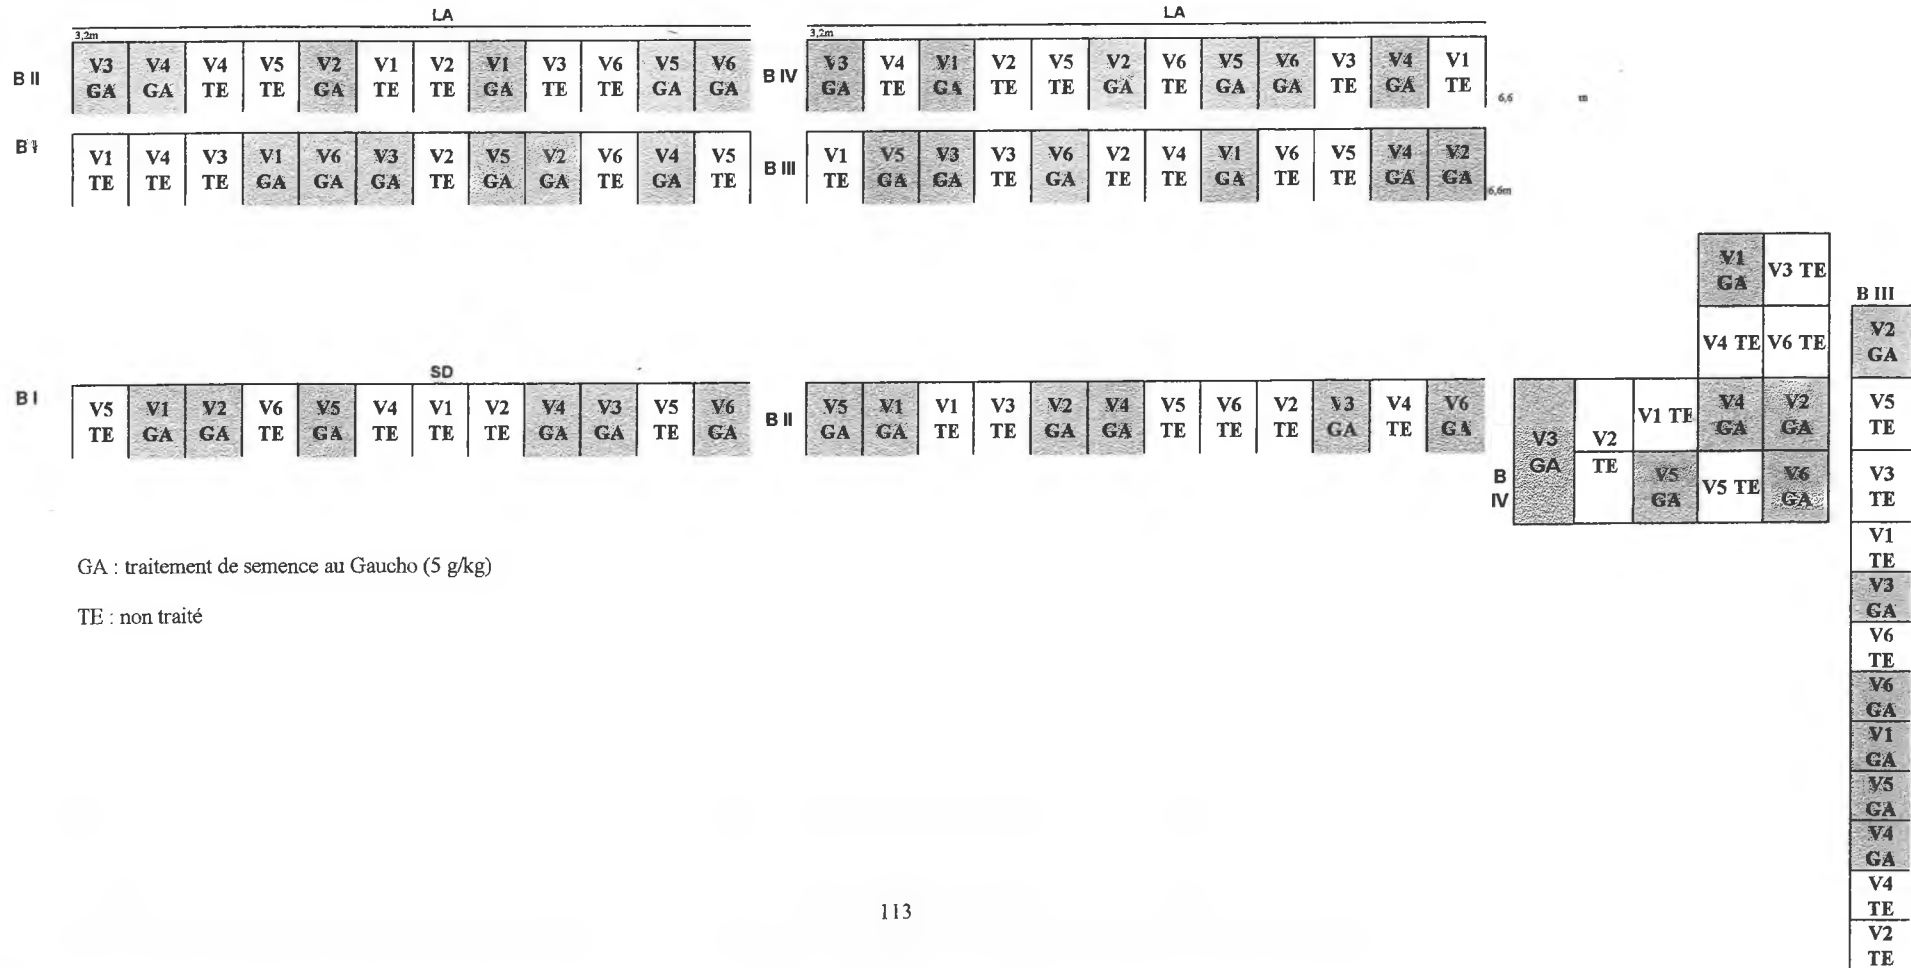 LA LA
3,2m 3,2m
B II V3 V4 V4 V5 V2 V1 V2 V1 V3 V6 V5 V6 B IV V3 V4 V1 V2 V5 V2 V6 V5 V6 V3 V4 V1
GA GA TE TE GA TE TE GA TE TE GA GA GA TE GA TE TE GA TE GA GA TE GA TE 6,6 m
B I V1 V4 V3 V1 V6 V3 V2 V5 V2 V6 V4 V5 B III V1 V5 V3 V3 V6 V2 V4 V1 V6 V5 V4 V2
TE TE TE GA GA GA TE GA GA TE GA TE TE GA GA TE GA TE TE GA TE TE GA GA 6,6m
V1 V3 TE
GA
V4 TE V6 TE
SD
B I V5 V1 V2 V6 V5 V4 V1 V2 V4 V3 V5 V6 B II V5 V1 V1 V3 V2 V4 V5 V6 V2 V3 V4 V6
TE GA GA TE GA TE TE TE GA GA TE GA GA GA TE TE GA GA TE TE TE GA TE GA
V1 TE V4 V2
GA GA
V3 V2
GA TE
B IV
V5 V5 TE V6
GA GA
B III
V2
GA
V5
TE
V3
TE
V1
TE
V3
GA
V6
TE
V6
GA
V1
GA
V5
GA
V4
GA
V4
TE
V2
TE
GA : traitement de semence au Gaucho (5 g/kg)
TE : non traité
113